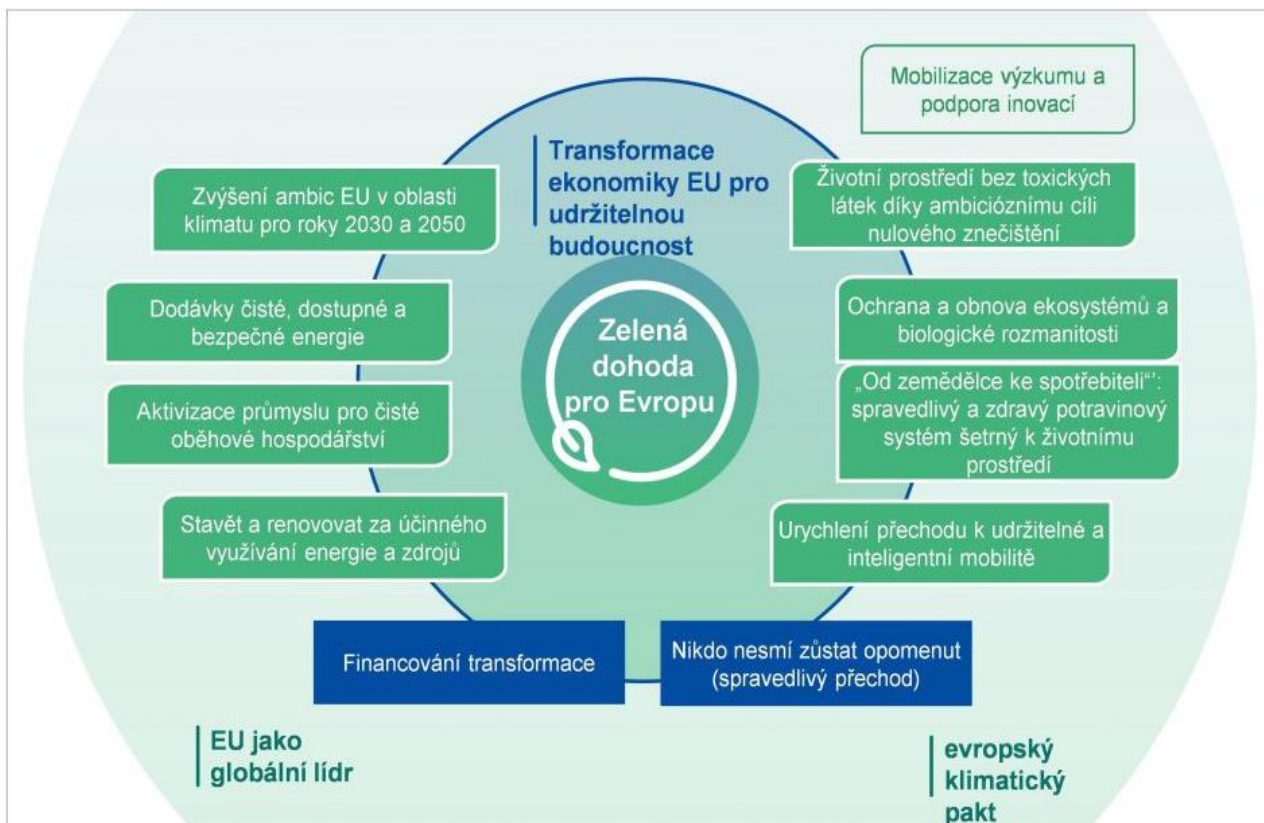 Mobilizace výzkumu a
podpora inovací
Transformace
ekonomiky EU pro
udržitelnou
budoucnost
Zvýšení ambic EU v oblasti
klimatu pro roky 2030 a 2050
Životní prostředí bez toxických
látek díky ambicióznímu cíli
nulového znečištění
Dodávky čisté, dostupné a
bezpečné energie
Ochrana a obnova ekosystémů a
biologické rozmanitosti
Zelená
dohoda
pro Evropu
Aktivizace průmyslu pro čisté
oběhové hospodářství
„Od zemědělce ke spotřebiteli“':
spravedlivý a zdravý potravinový
systém šetrný k životnímu
prostředí
Stavět a renovovat za účinného
využívání energie a zdrojů
Urychlení přechodu k udržitelné a
inteligentní mobilitě
Financování transformace
Nikdo nesmí zůstat opomenut
(spravedlivý přechod)
EU jako
globální lídr
evropský
klimatický
pakt